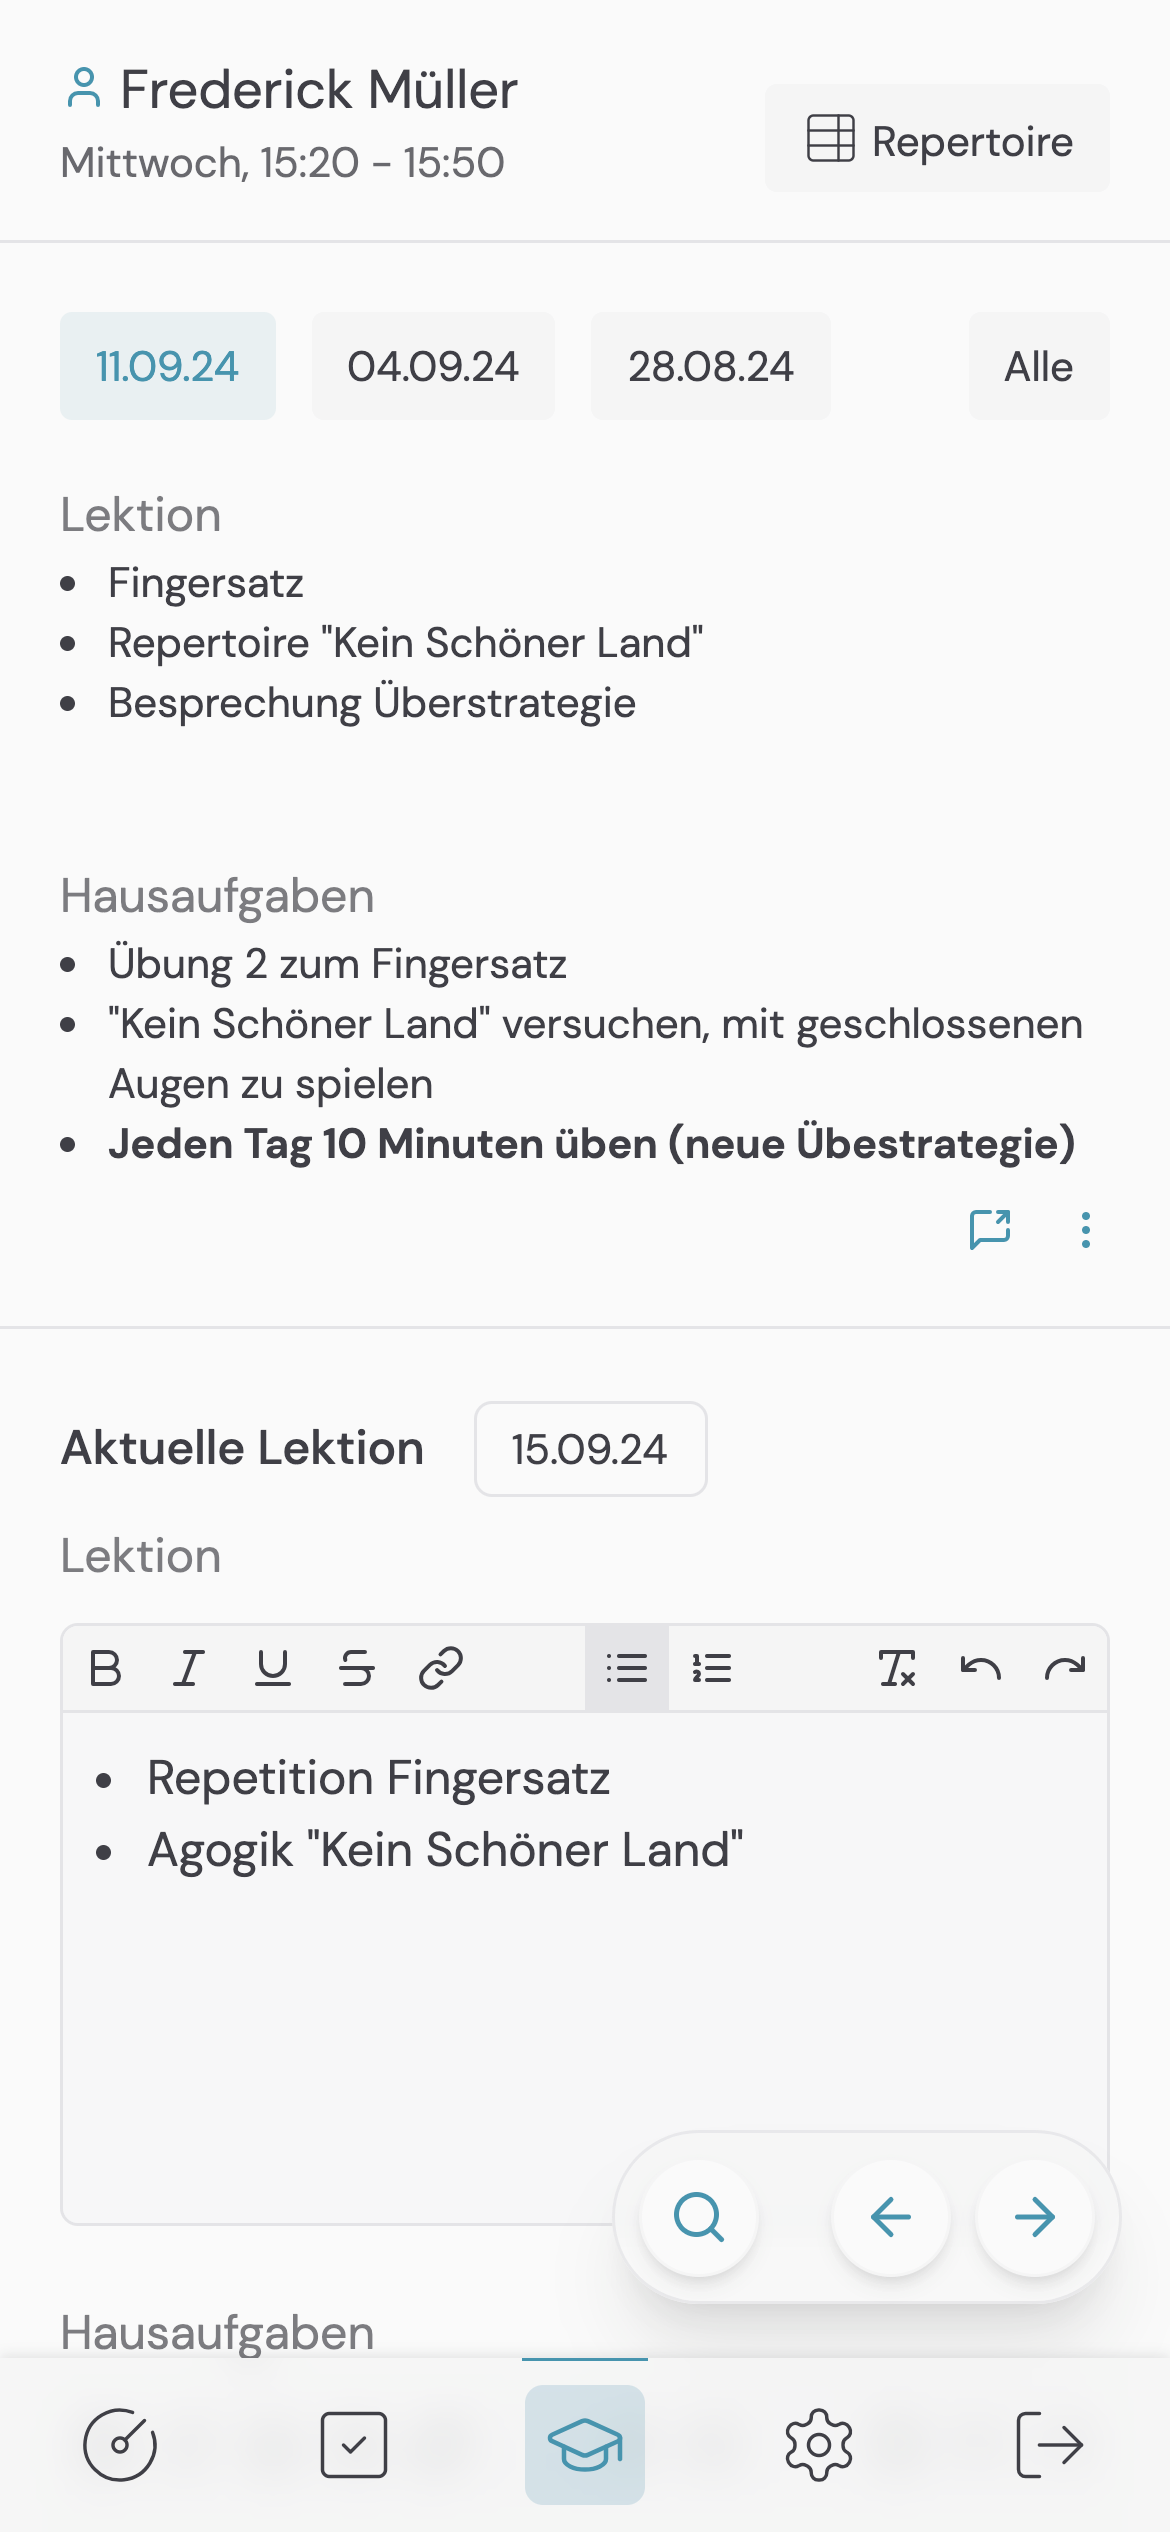 Frederick Müller
Mittwoch, 15:20 - 15:50
Repertoire
11.09.24
04.09.24
28.08.24
Alle
Lektion
Fingersatz
Repertoire "Kein Schöner Land"
Besprechung Überstrategie
Hausaufgaben
Übung 2 zum Fingersatz
"Kein Schöner Land" versuchen, mit geschlossenen
Augen zu spielen
Jeden Tag 10 Minuten üben (neue Übestrategie)
Aktuelle Lektion
15.09.24
Lektion
Repetition Fingersatz
Agogik "Kein Schöner Land"
Hausaufgaben